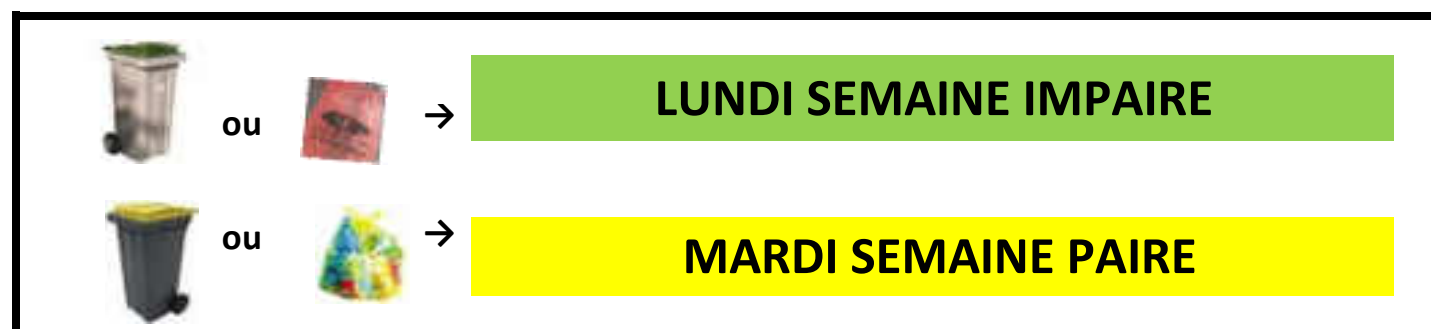 ou → LUNDI SEMAINE IMPAIRE
ou → MARDI SEMAINE PAIRE